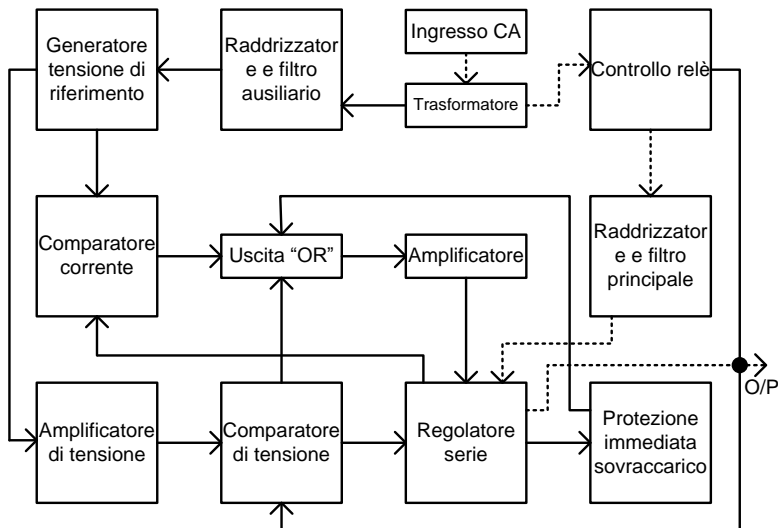 Generatore
tensione di
riferimento
Raddrizzator
e e filtro
ausiliario
Ingresso CA
Trasformatore
Controllo relè
Comparatore
corrente
Uscita “OR”
Amplificatore
Raddrizzator
e e filtro
principale
O/P
Amplificatore
di tensione
Comparatore
di tensione
Regolatore
serie
Protezione
immediata
sovraccarico